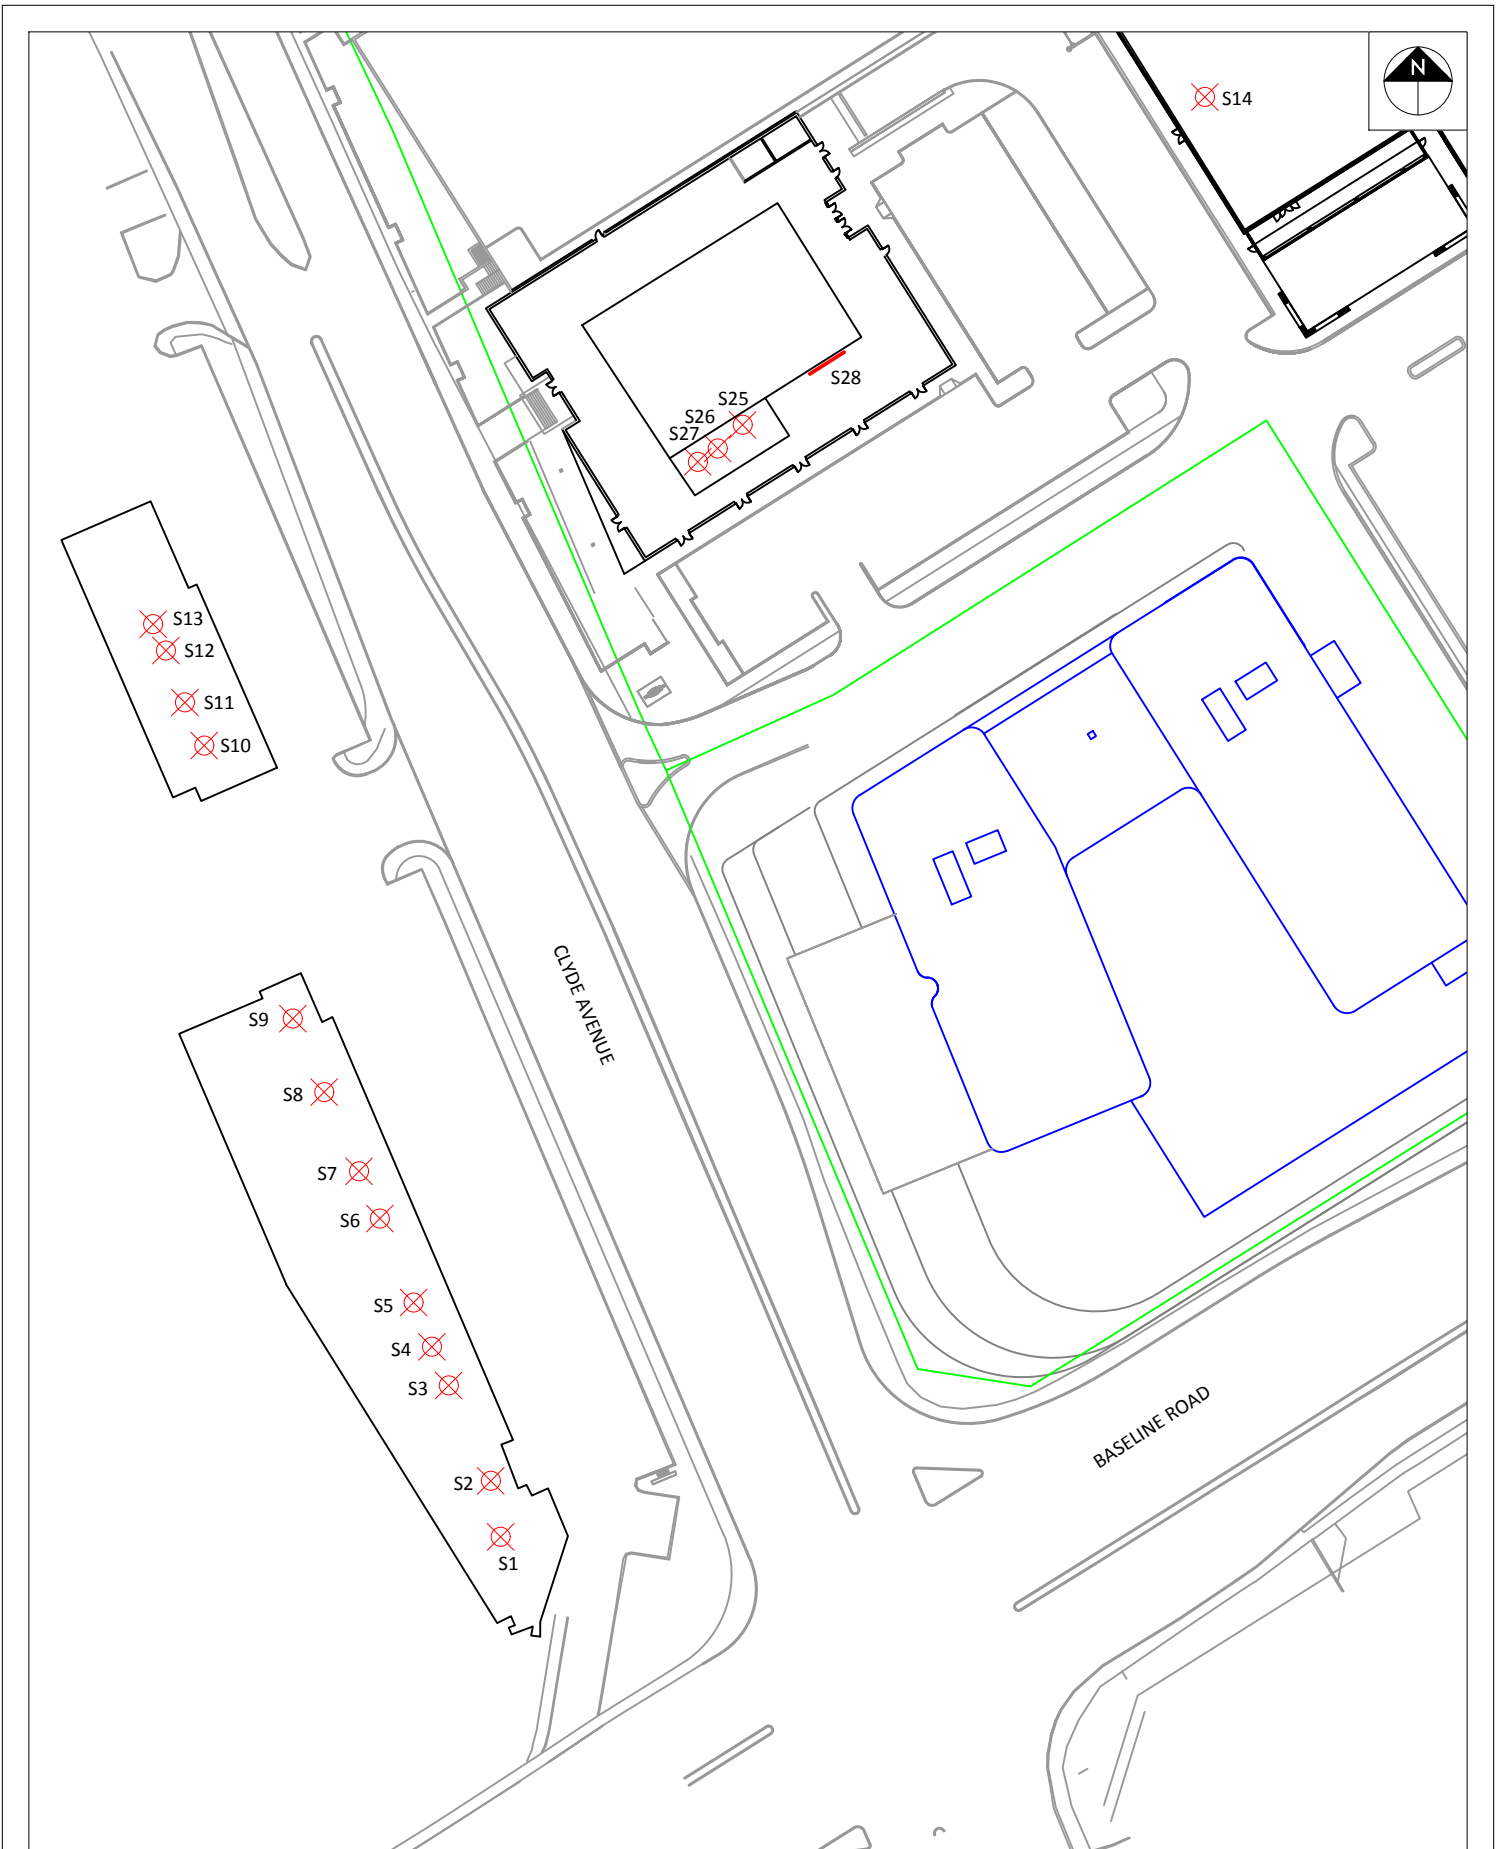 N
S14
S28
S25
S26
S27
S13
S12
S11
S10
CLYDE AVENUE
S9
S8
S7
S6
S5
S4
S3
BASELINE ROAD
S2
S1